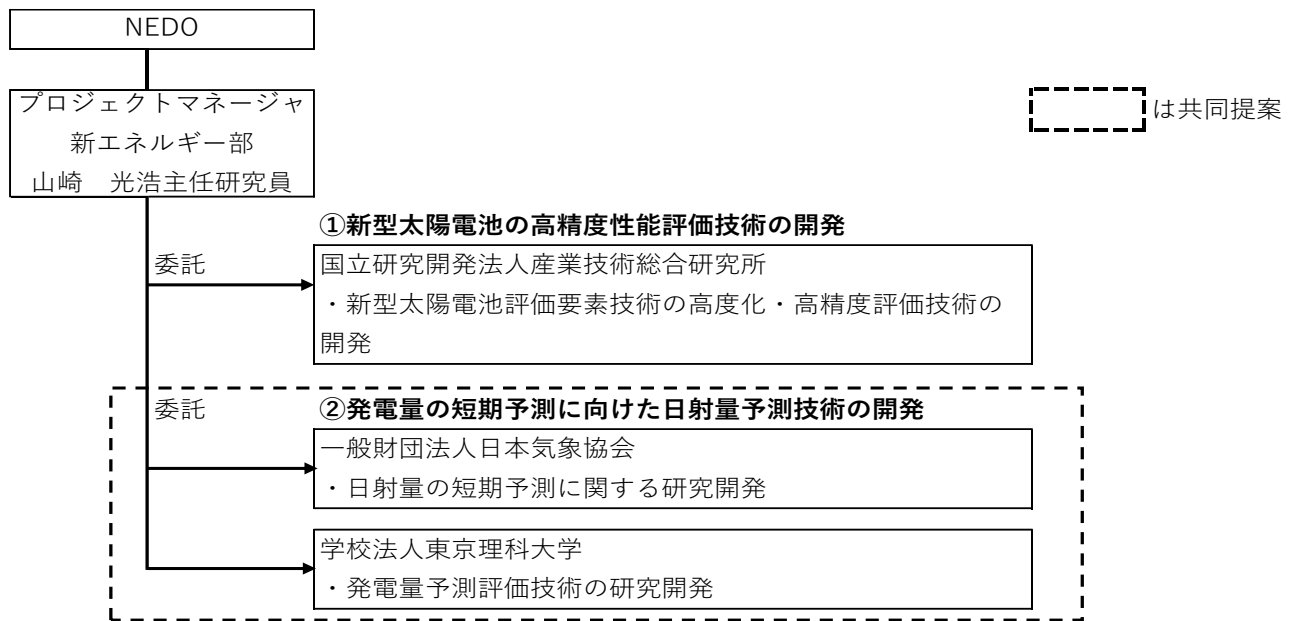 NEDO
プロジェクトマネージャ
新エネルギー部
山崎　光浩主任研究員
は共同提案
①新型太陽電池の高精度性能評価技術の開発
委託
国立研究開発法人産業技術総合研究所
・新型太陽電池評価要素技術の高度化・高精度評価技術の
開発
委託
②発電量の短期予測に向けた日射量予測技術の開発
一般財団法人日本気象協会
・日射量の短期予測に関する研究開発
学校法人東京理科大学
・発電量予測評価技術の研究開発